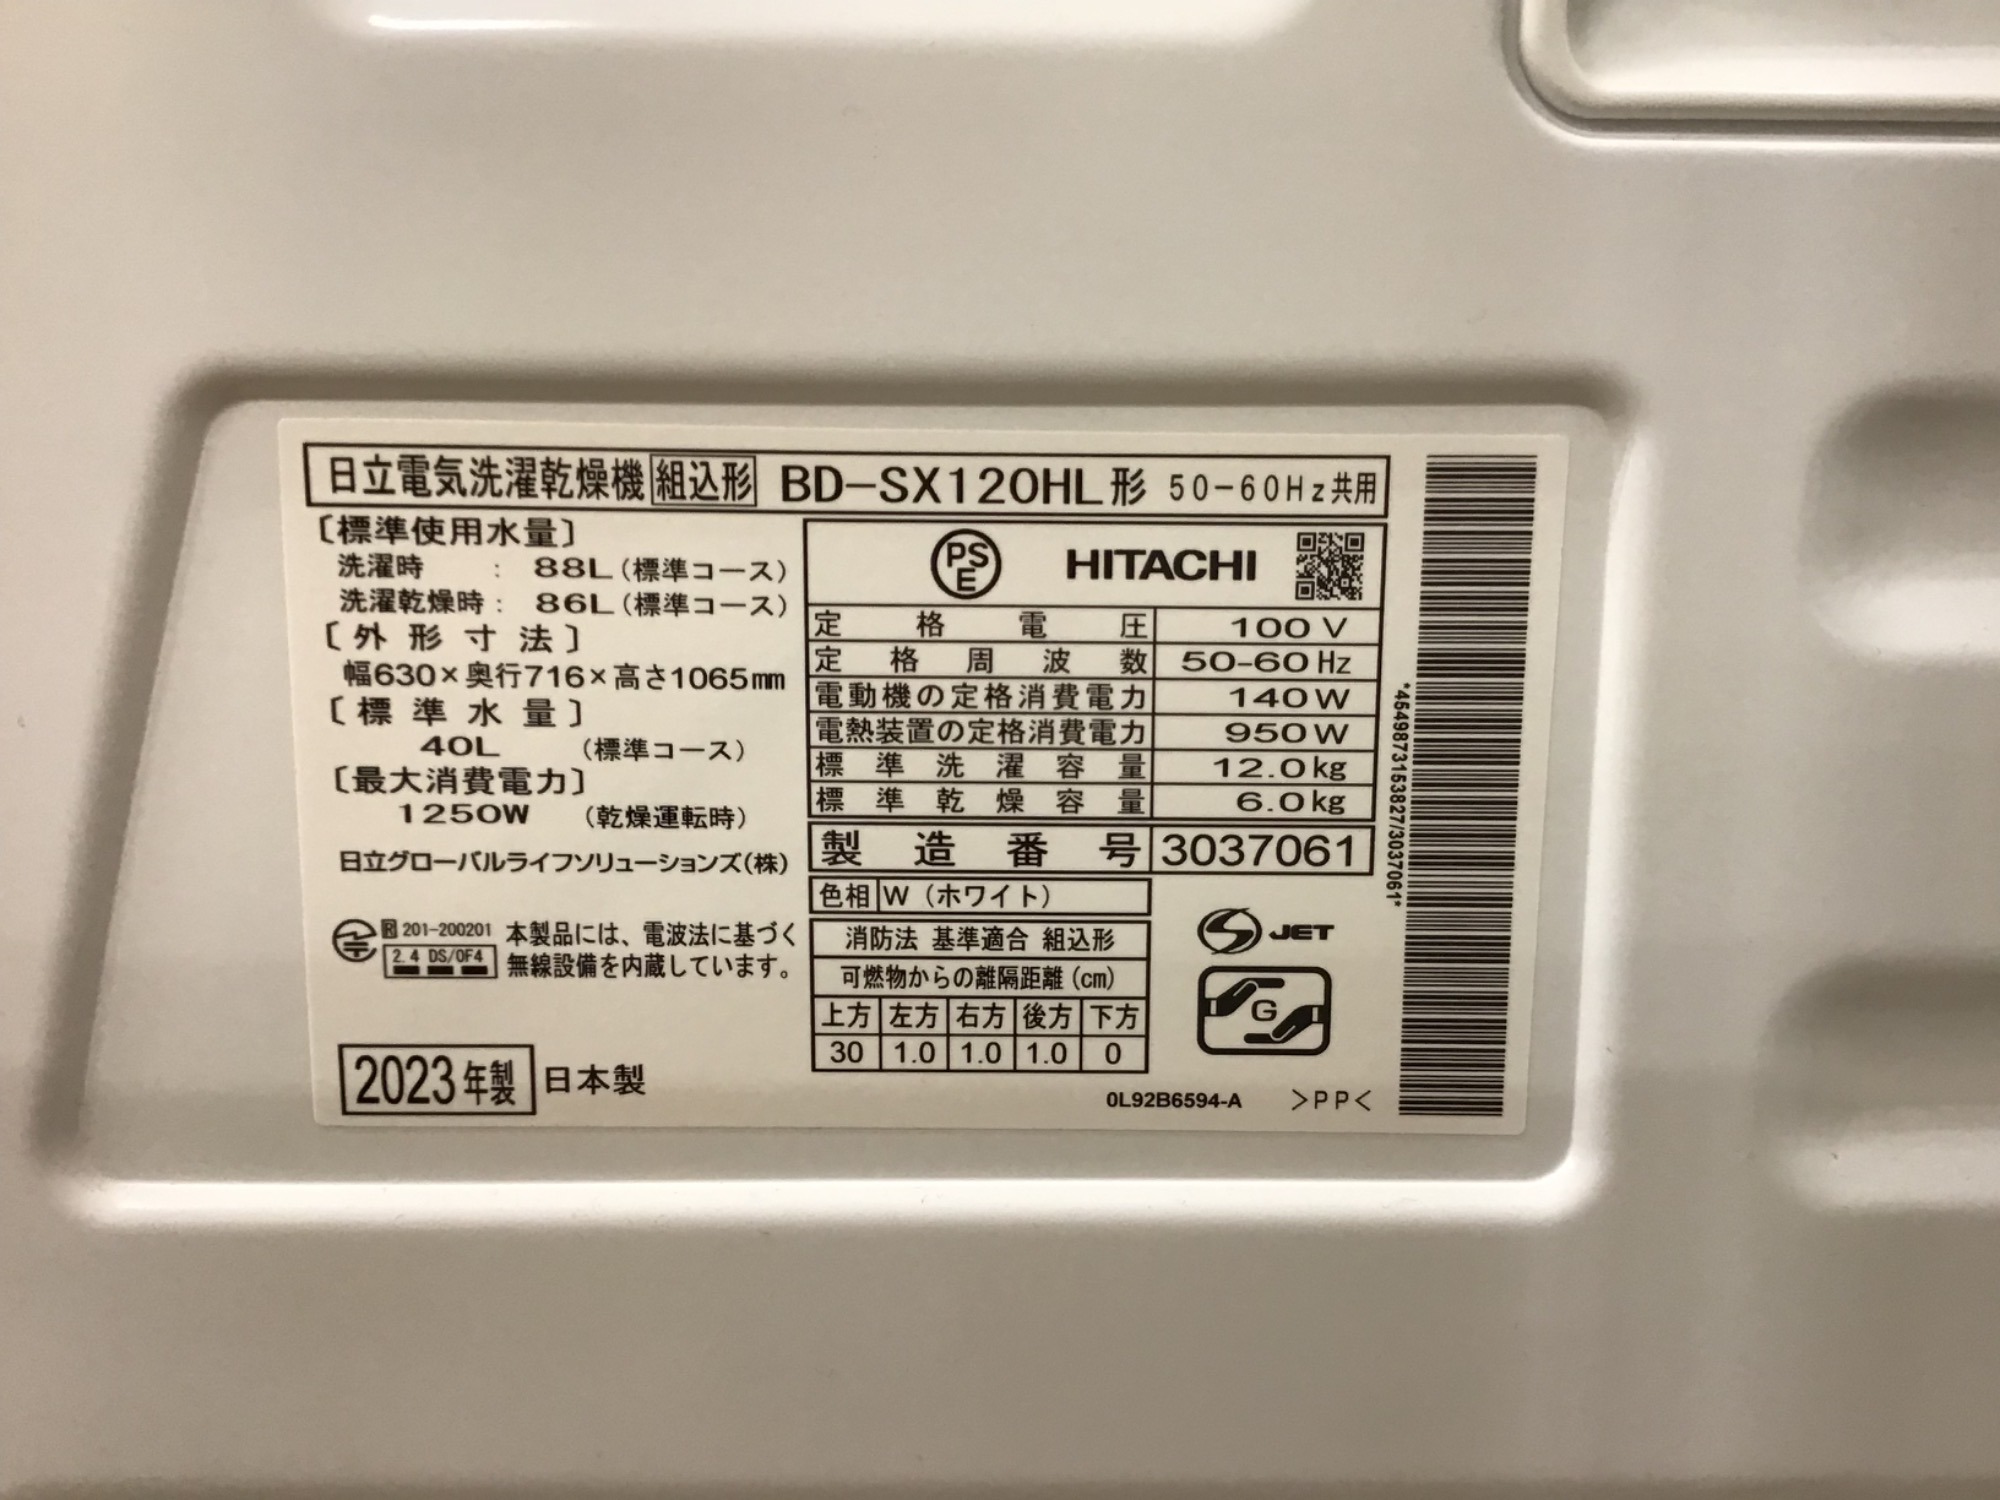 日立電気洗濯乾燥機 組込形 BD-SX120HL形 50-60Hz共用
〔標準使用水量〕
洗濯時 : 88L(標準コース)
洗濯乾燥時: 86L(標準コース)
〔外形寸法〕
幅630×奥行716×高さ1065mm
〔標準水量〕
40L (標準コース)
〔最大消費電力〕
1250W (乾燥運転時)
日立グローバルライフソリューションズ(株)
R 201-200201
2.4 DS/OF4
本製品には、電波法に基づく
無線設備を内蔵しています。
2023年製 日本製
PSE HITACHI
定格電圧 100V
定格周波数 50-60Hz
電動機の定格消費電力 140W
電熱装置の定格消費電力 950W
標準洗濯容量 12.0kg
標準乾燥容量 6.0kg
製造番号 3037061
色相 W(ホワイト)
消防法 基準適合 組込形
可燃物からの離隔距離(cm)
上方 左方 右方 後方 下方
30 1.0 1.0 1.0 0
S JET
G
0L92B6594-A >PP<
*4549873153827/3037061*